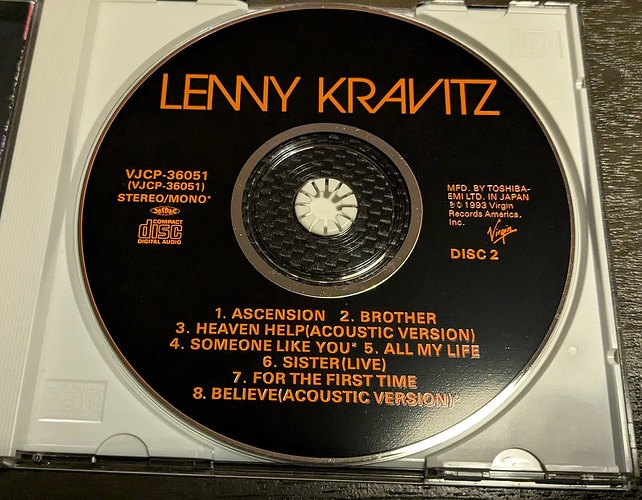 LENNY KRAVITZ
VJCP-36051
(VJCP-36051)
STEREO/MONO*
COMPACT
disc
DIGITAL AUDIO
MFD. BY TOSHIBA-
EMI LTD. IN JAPAN
℗© 1993 Virgin
Records America,
Inc.
Virgin
DISC 2
1. ASCENSION 2. BROTHER
3. HEAVEN HELP(ACOUSTIC VERSION)
4. SOMEONE LIKE YOU* 5. ALL MY LIFE
6. SISTER(LIVE)
7. FOR THE FIRST TIME
8. BELIEVE(ACOUSTIC VERSION)*